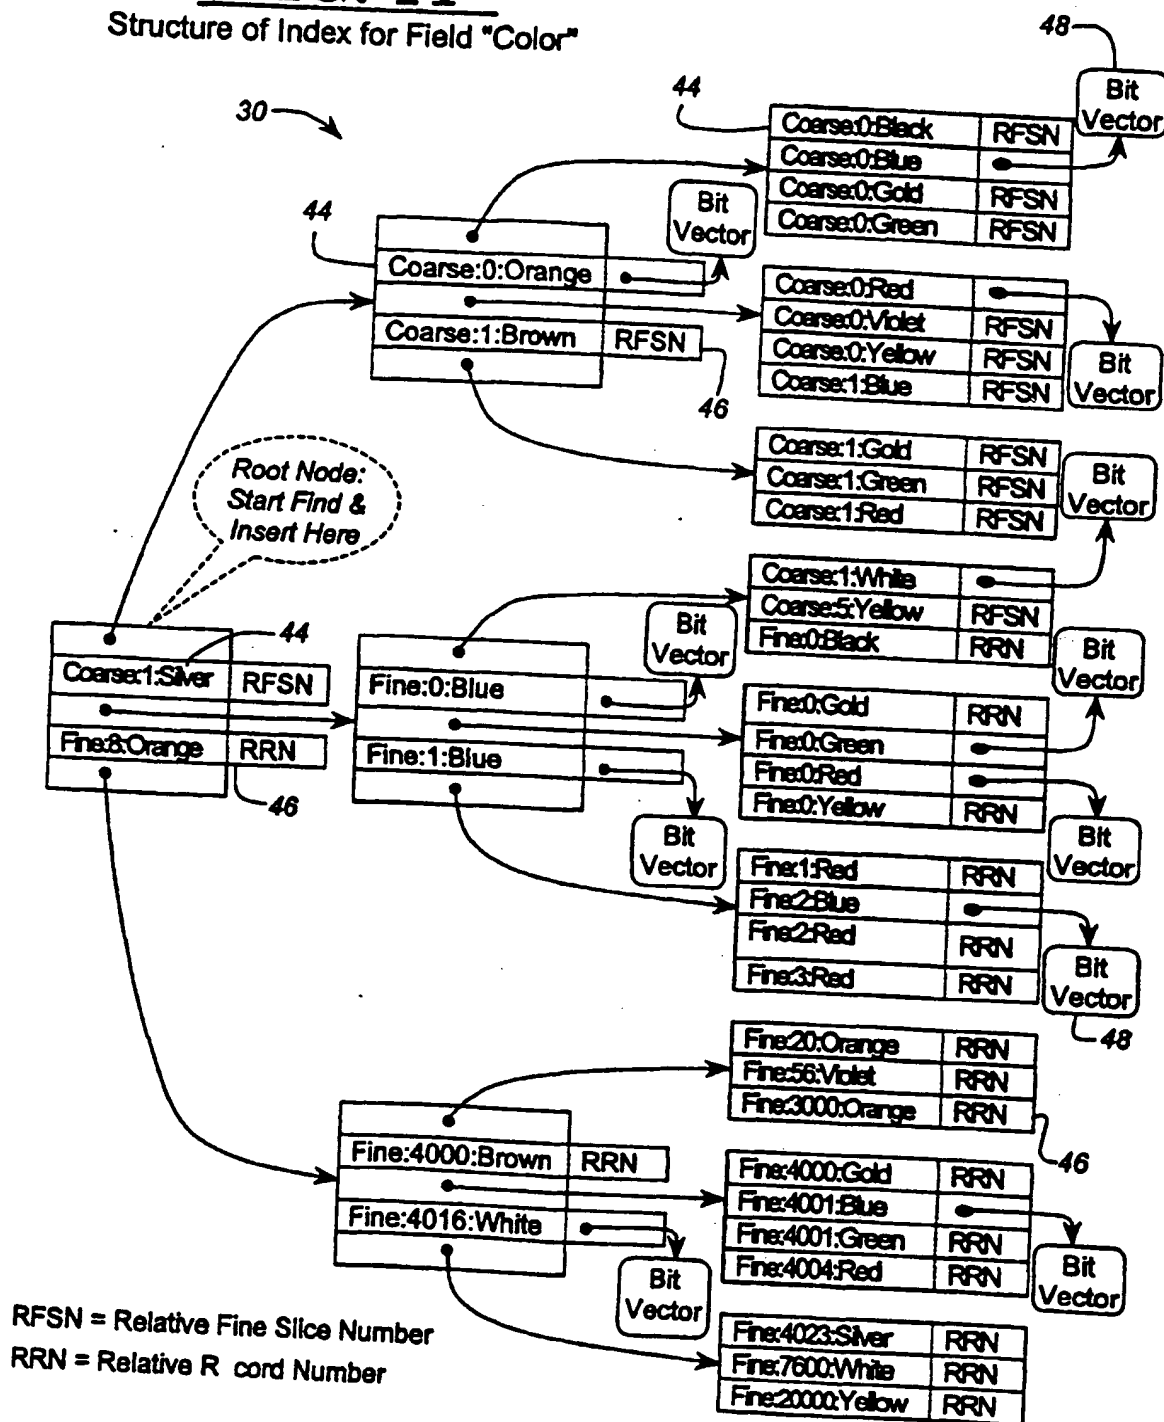 Structure of Index for Field "Color"
30
44
48
Bit
Vector
Coarse:0:Black RFSN
Coarse:0:Blue
Coarse:0:Gold RFSN
Coarse:0:Green RFSN
44
Bit
Vector
Coarse:0:Orange
Coarse:1:Brown RFSN
46
Coarse:0:Red
Coarse:0:Violet RFSN
Coarse:0:Yellow RFSN
Coarse:1:Blue RFSN
Bit
Vector
Coarse:1:Gold RFSN
Coarse:1:Green RFSN
Coarse:1:Red RFSN
Bit
Vector
Root Node:
Start Find &
Insert Here
Coarse:1:White
Coarse:5:Yellow RFSN
Fine:0:Black RRN
44
Coarse:1:Silver RFSN
Fine:8:Orange RRN
46
Bit
Vector
Fine:0:Blue
Fine:1:Blue
Bit
Vector
Bit
Vector
Fine:0:Gold RRN
Fine:0:Green
Fine:0:Red
Fine:0:Yellow RRN
Bit
Vector
Fine:1:Red RRN
Fine:2:Blue
Fine:2:Red RRN
Fine:3:Red RRN
Bit
Vector
48
Fine:20:Orange RRN
Fine:56:Violet RRN
Fine:3000:Orange RRN
46
Fine:4000:Brown RRN
Fine:4016:White
Bit
Vector
Fine:4000:Gold RRN
Fine:4001:Blue
Fine:4001:Green RRN
Fine:4004:Red RRN
Bit
Vector
Fine:4023:Silver RRN
Fine:7600:White RRN
Fine:20000:Yellow RRN
RFSN = Relative Fine Slice Number
RRN = Relative R cord Number